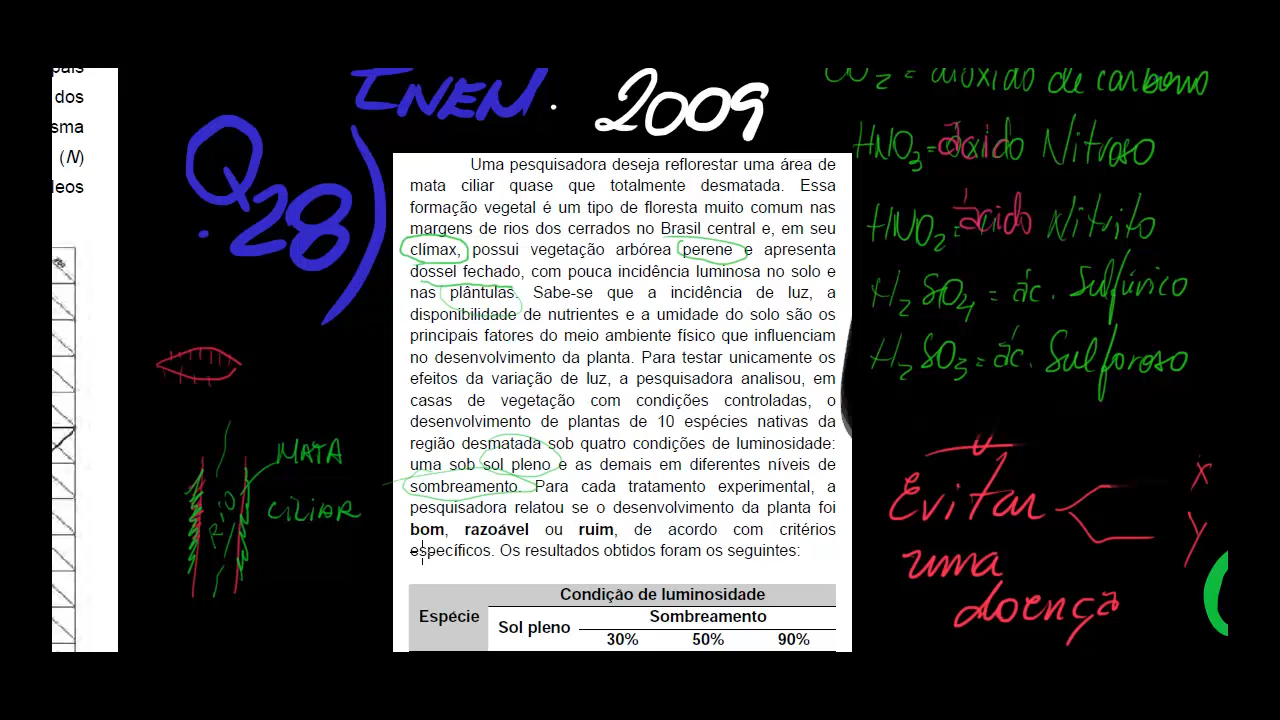 pais
dos
sma
(N)
leos
ENEM.
2009
Q.28)
Uma pesquisadora deseja reflorestar uma área de
mata ciliar quase que totalmente desmatada. Essa
formação vegetal é um tipo de floresta muito comum nas
margens de rios dos cerrados no Brasil central e, em seu
clímax, possui vegetação arbórea perene e apresenta
dossel fechado, com pouca incidência luminosa no solo e
nas plântulas. Sabe-se que a incidência de luz, a
disponibilidade de nutrientes e a umidade do solo são os
principais fatores do meio ambiente físico que influenciam
no desenvolvimento da planta. Para testar unicamente os
efeitos da variação de luz, a pesquisadora analisou, em
casas de vegetação com condições controladas, o
desenvolvimento de plantas de 10 espécies nativas da
região desmatada sob quatro condições de luminosidade:
uma sob sol pleno e as demais em diferentes níveis de
sombreamento. Para cada tratamento experimental, a
pesquisadora relatou se o desenvolvimento da planta foi
bom, razoável ou ruim, de acordo com critérios
específicos. Os resultados obtidos foram os seguintes:
Espécie
Condição de luminosidade
Sol pleno
Sombreamento
30% 50% 90%
MATA
CILIAR
RIO
CO2 = dióxido de carbono
HNO3 = ácido Nitroso
HNO2 = ácido Nitrito
H2SO4 = ác. Sulfúrico
H2SO3 = ác. Sulforoso
Evitar
uma
doença
X
Y